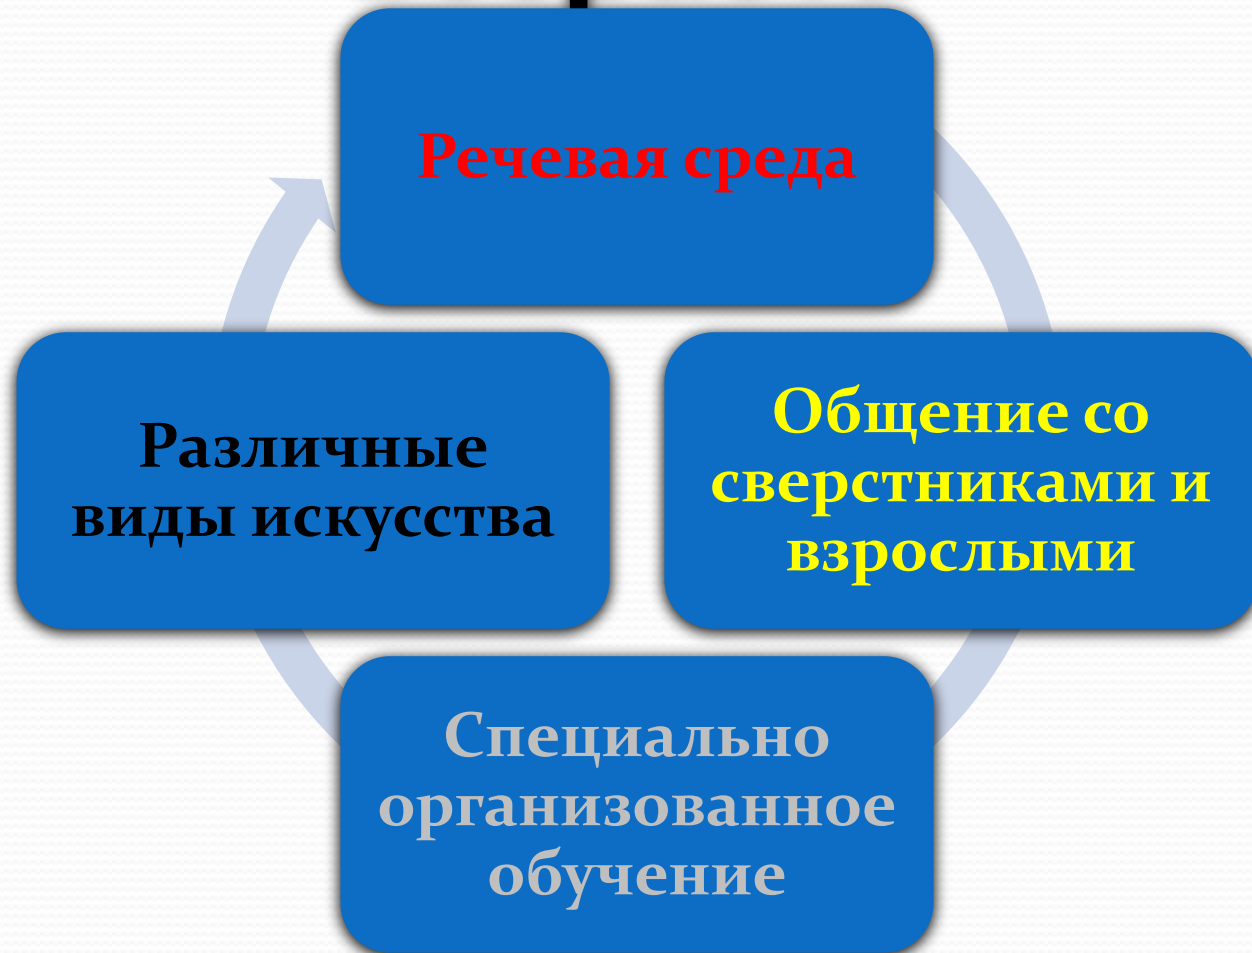 Речевая среда
Общение со
сверстниками и
взрослыми
Специально
организованное
обучение
Различные
виды искусства